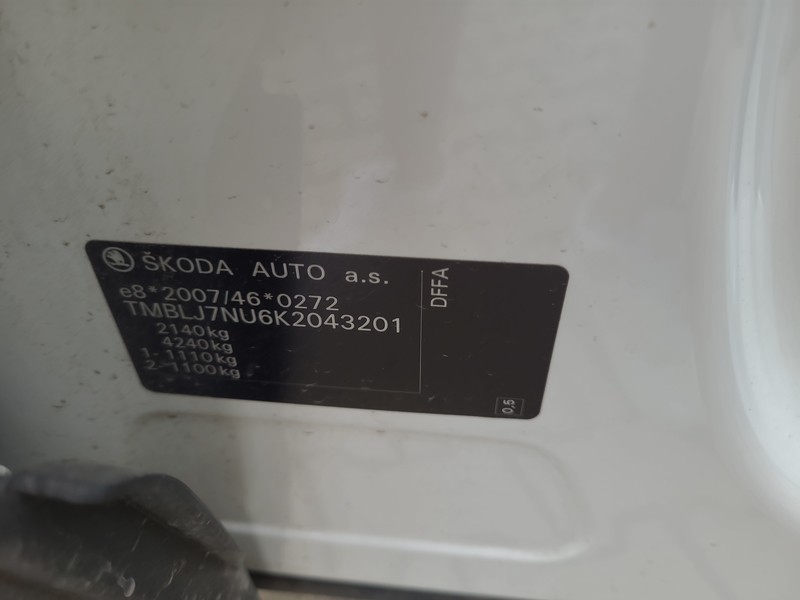 ŠKODA AUTO a.s.
e8*2007/46*0272
TMBLJ7NU6K2043201
2140kg
4240kg
1- 1110kg
2- 1100kg
DFFA
0,5